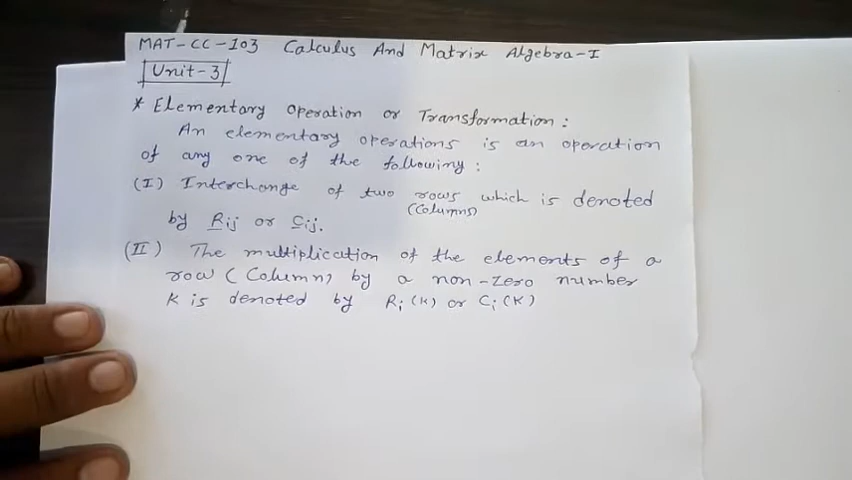 MAT-CC-103 Calculus And Matrix Algebra-I
Unit-3
* Elementary Operation or Transformation:
An elementary operations is an operation
of any one of the following:
(I) Interchange of two rows which is denoted
(Columns)
by Rij or Cij.
(II) The multiplication of the elements of a
row (Column) by a non-zero number
K is denoted by Ri(K) or Ci(K)